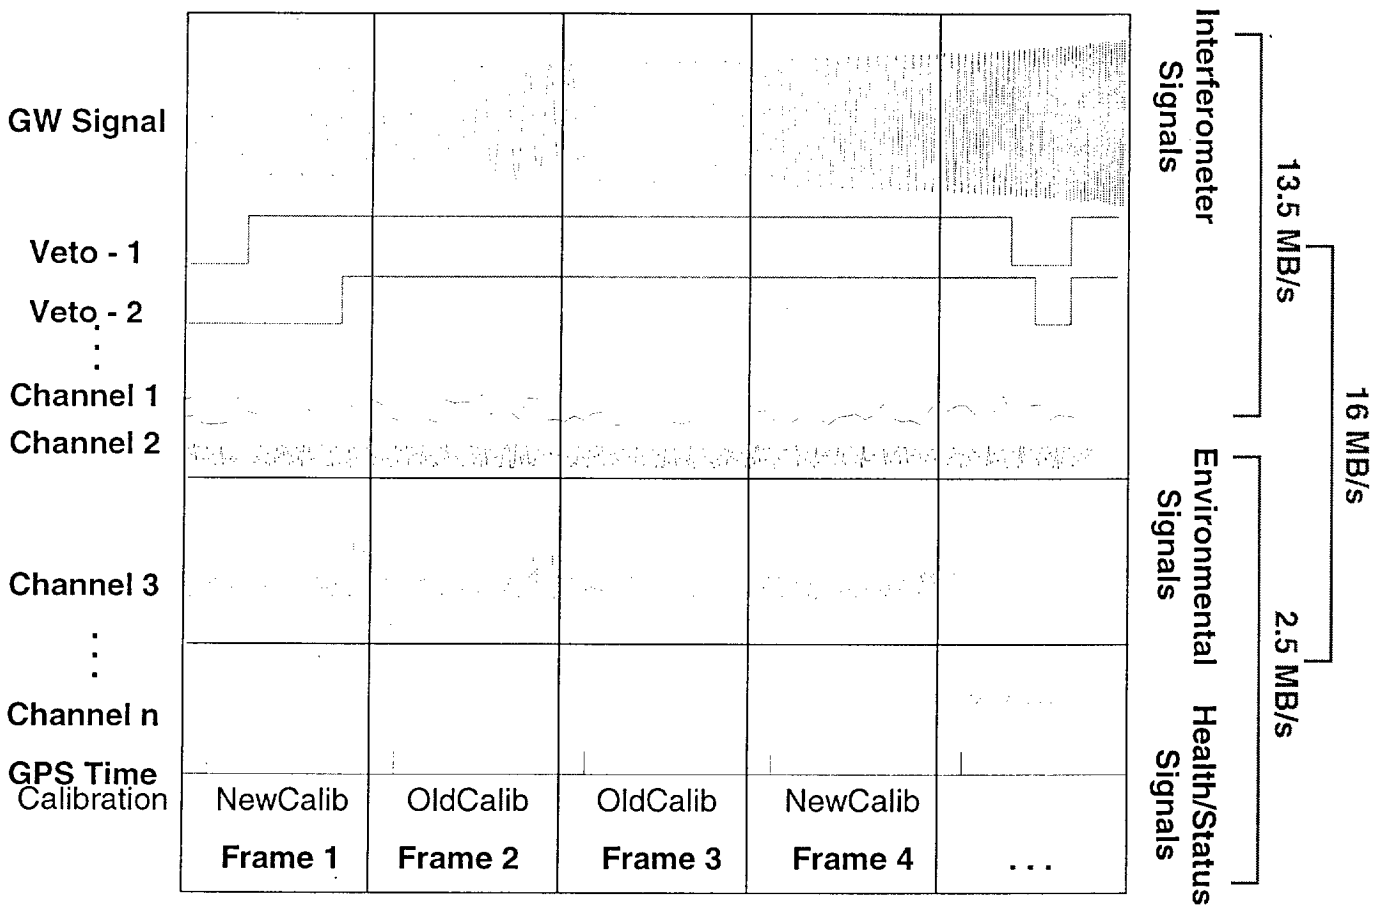 GW Signal
Veto - 1
Veto - 2
Channel 1
Channel 2
Channel 3
Channel n
GPS Time
Calibration
NewCalib
OldCalib
OldCalib
NewCalib
Frame 1
Frame 2
Frame 3
Frame 4
. . .
Interferometer
Signals
Environmental
Signals
Health/Status
Signals
13.5 MB/s
2.5 MB/s
16 MB/s